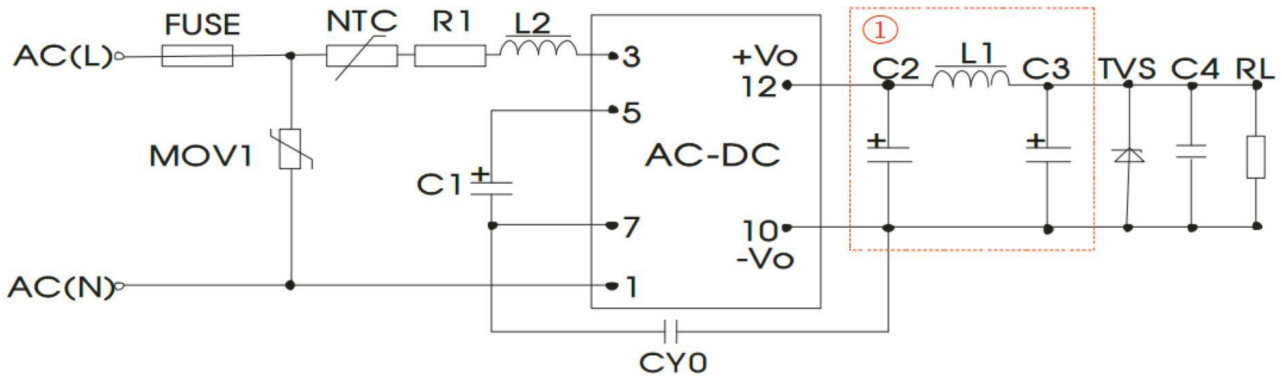 FUSE NTC R1 L2
AC(L) 3 +Vo ① C2 L1 C3 TVS C4 RL
12
5
MOV1 C1 + AC-DC + +
7 10
-Vo
AC(N) 1
CY0